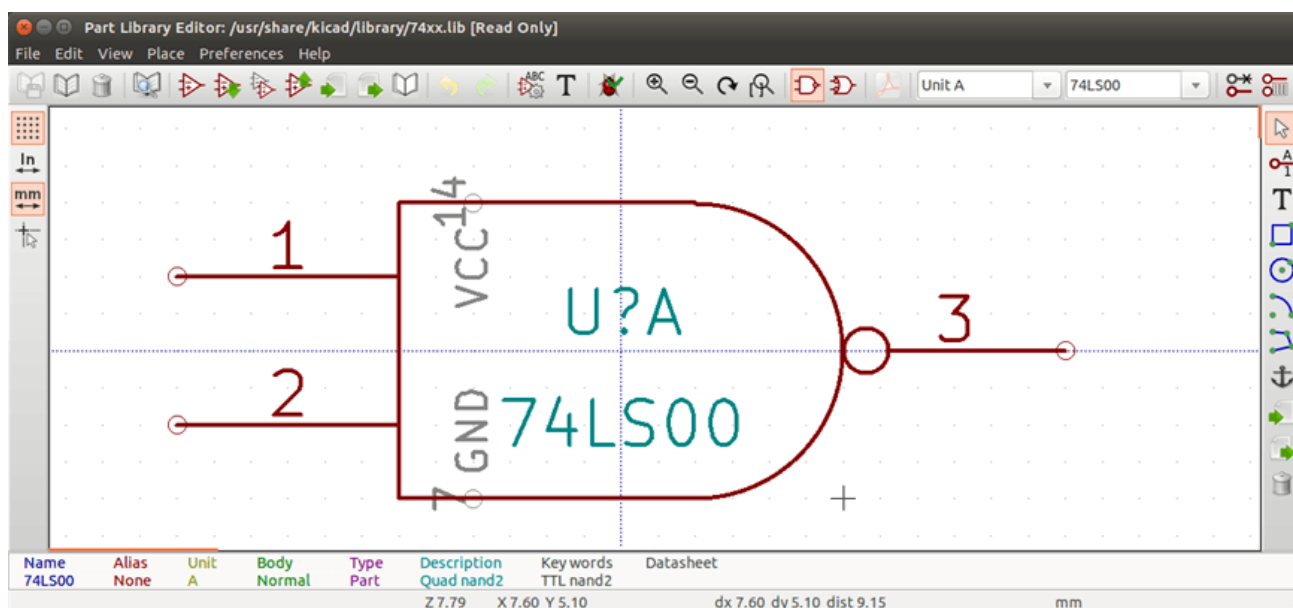 Part Library Editor: /usr/share/kicad/library/74xx.lib [Read Only]
File Edit View Place Preferences Help
ABC T Unit A 74LS00
In
mm
A
1
T
14
VCC
1
U?A
3
2
GND
74LS00
7
Name Alias Unit Body Type Description Key words Datasheet
74LS00 None A Normal Part Quad nand2 TTL nand2
Z 7.79 X 7.60 Y 5.10 dx 7.60 dy 5.10 dist 9.15 mm